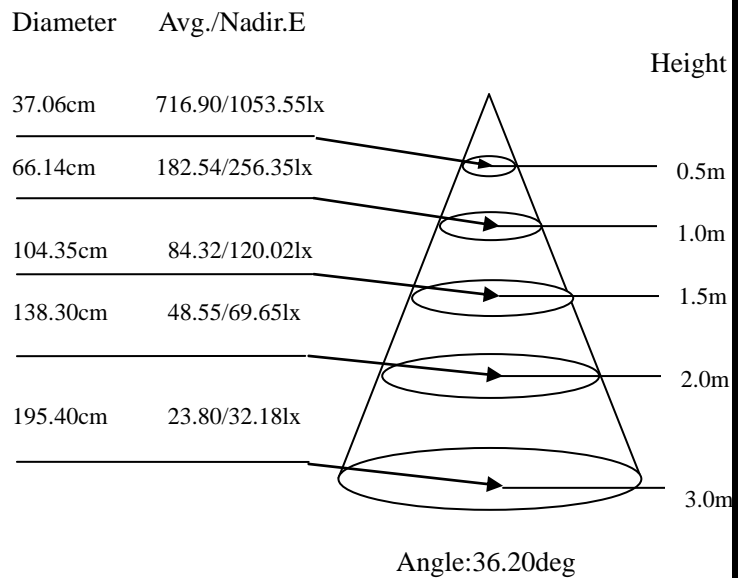 Diameter Avg./Nadir.E
Height
37.06cm 716.90/1053.55lx
66.14cm 182.54/256.35lx 0.5m
1.0m
104.35cm 84.32/120.02lx
1.5m
138.30cm 48.55/69.65lx
2.0m
195.40cm 23.80/32.18lx
3.0m
Angle:36.20deg